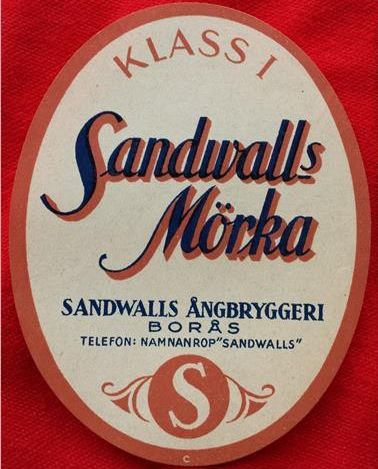 KLASS I
Sandwalls
Mörka
SANDWALLS ÅNGBRYGGERI
BORÅS
TELEFON: NAMNANROP "SANDWALLS"
S
C